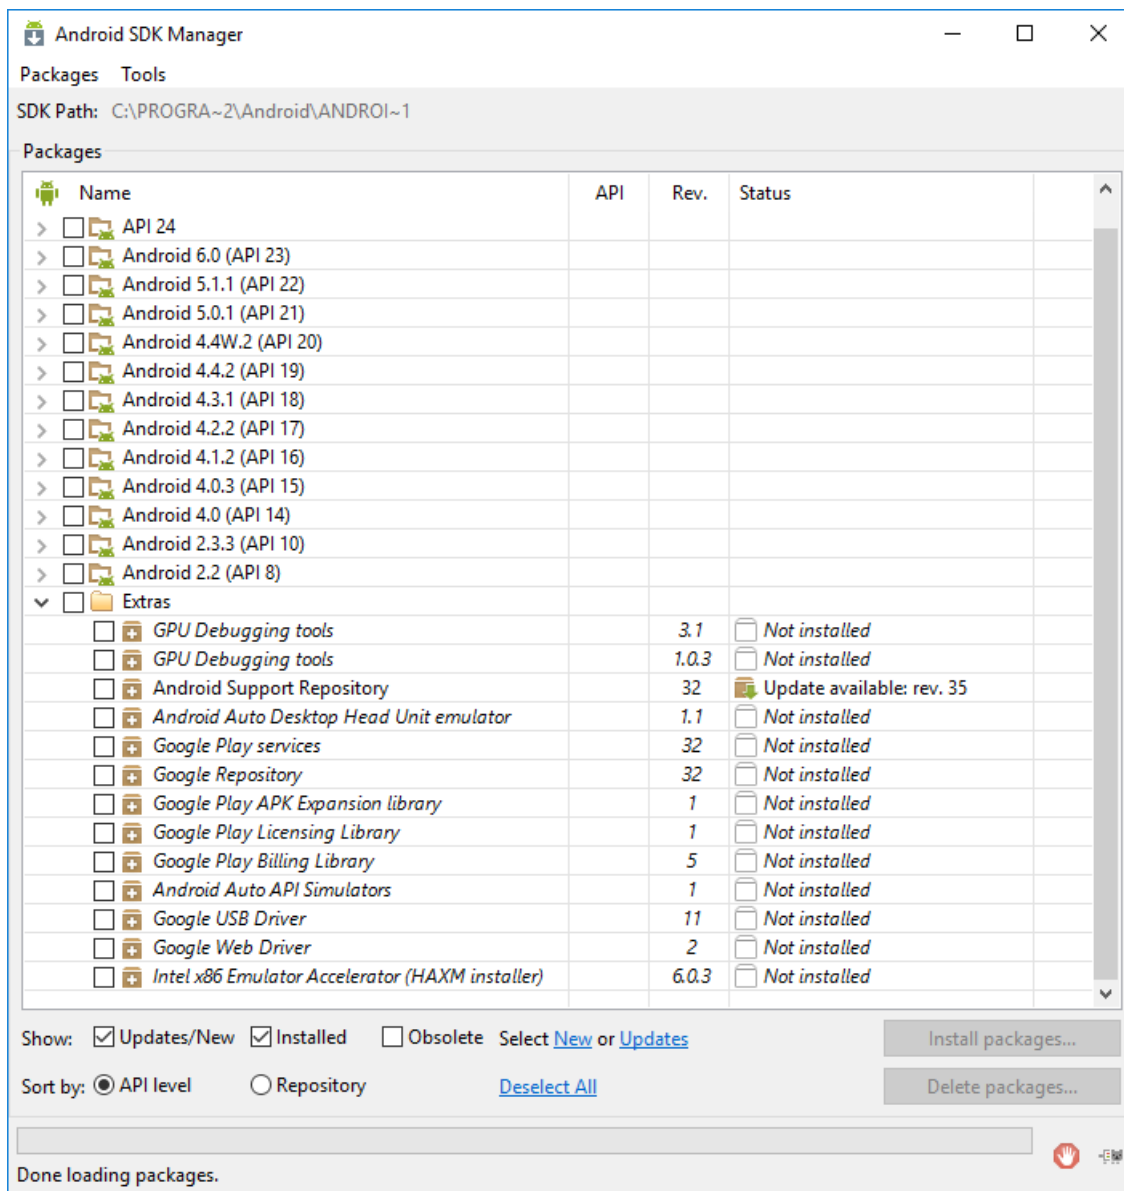 Android SDK Manager
Packages Tools
SDK Path: C:\PROGRA~2\Android\ANDROI~1
Packages
Name API Rev. Status
API 24
Android 6.0 (API 23)
Android 5.1.1 (API 22)
Android 5.0.1 (API 21)
Android 4.4W.2 (API 20)
Android 4.4.2 (API 19)
Android 4.3.1 (API 18)
Android 4.2.2 (API 17)
Android 4.1.2 (API 16)
Android 4.0.3 (API 15)
Android 4.0 (API 14)
Android 2.3.3 (API 10)
Android 2.2 (API 8)
Extras
GPU Debugging tools 3.1 Not installed
GPU Debugging tools 1.0.3 Not installed
Android Support Repository 32 Update available: rev. 35
Android Auto Desktop Head Unit emulator 1.1 Not installed
Google Play services 32 Not installed
Google Repository 32 Not installed
Google Play APK Expansion library 1 Not installed
Google Play Licensing Library 1 Not installed
Google Play Billing Library 5 Not installed
Android Auto API Simulators 1 Not installed
Google USB Driver 11 Not installed
Google Web Driver 2 Not installed
Intel x86 Emulator Accelerator (HAXM installer) 6.0.3 Not installed
Show: Updates/New Installed Obsolete Select New or Updates Install packages...
Sort by: API level Repository Deselect All Delete packages...
Done loading packages.